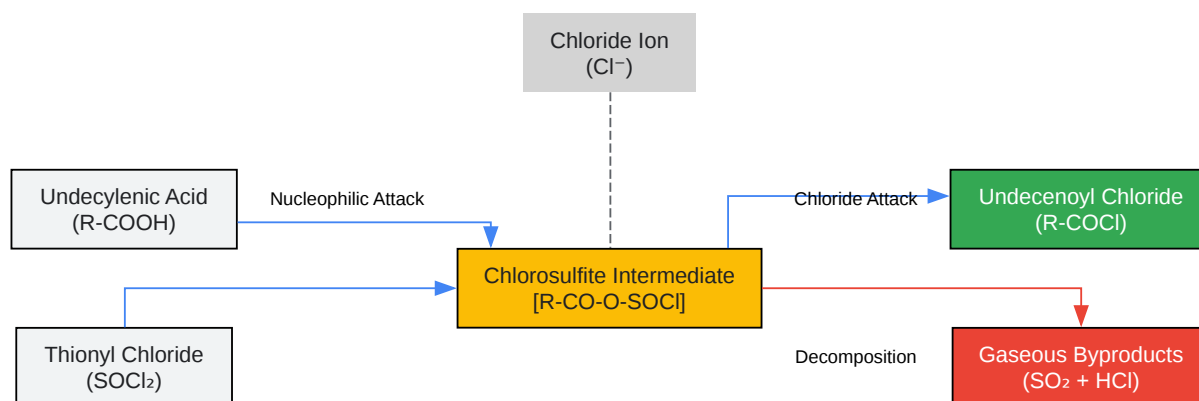 Chloride Ion
(Cl⁻)
Undecylenic Acid
(R-COOH)
Nucleophilic Attack
Chloride Attack
Undecenoyl Chloride
(R-COCl)
Chlorosulfite Intermediate
[R-CO-O-SOCl]
Thionyl Chloride
(SOCl₂)
Decomposition
Gaseous Byproducts
(SO₂ + HCl)